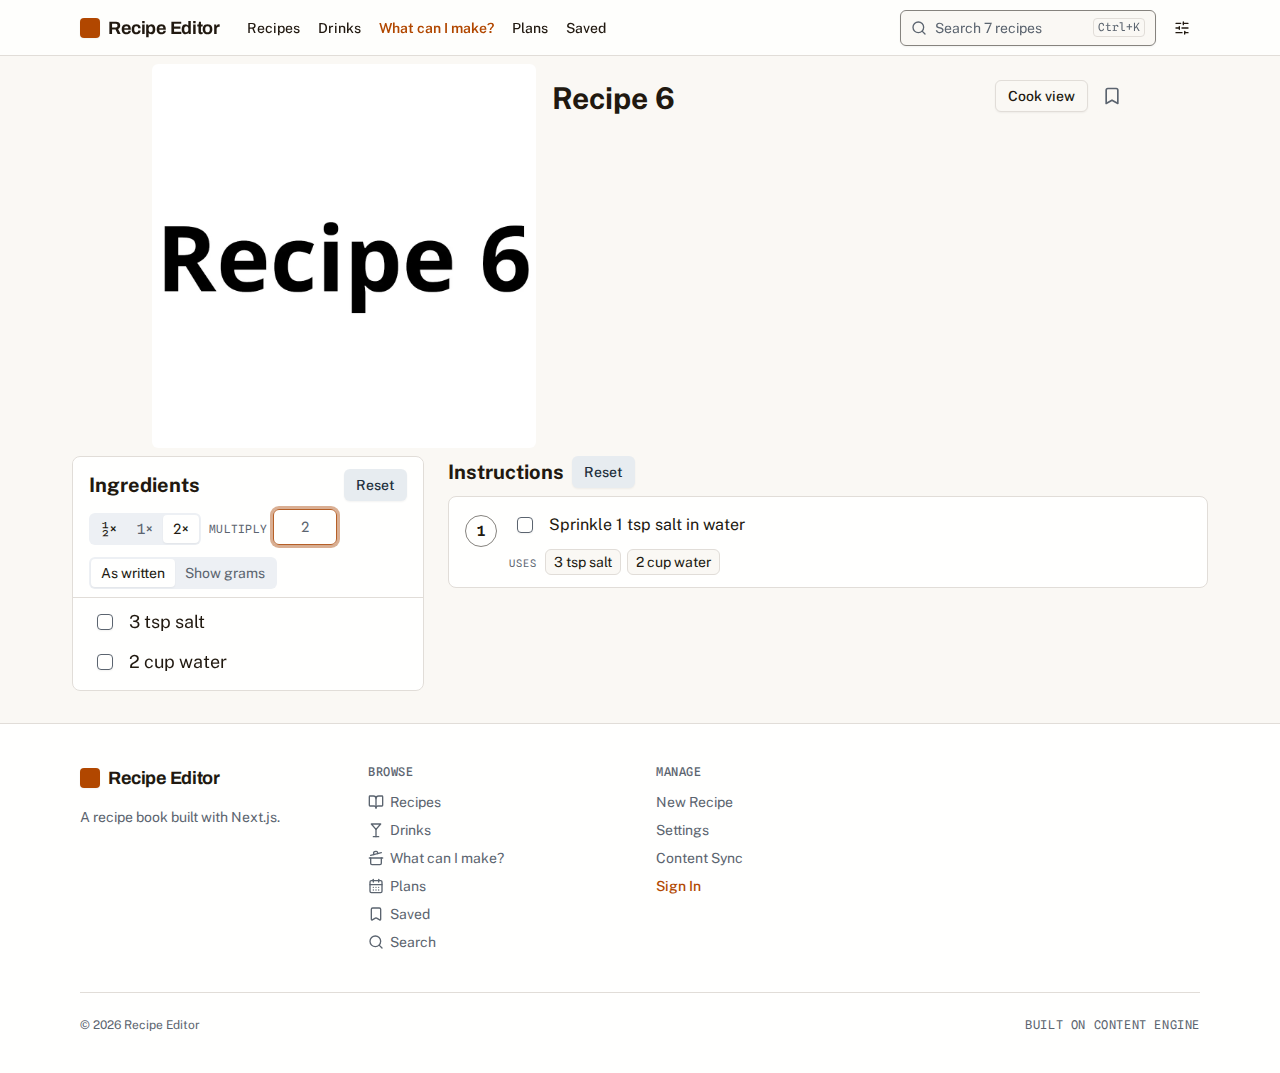 Recipe Editor
Recipes
Drinks
What can I make?
Plans
Saved
Search 7 recipes
Ctrl+K
Recipe 6
Recipe 6
Cook view
Ingredients
Reset
½×
1×
2×
MULTIPLY
2
As written
Show grams
3 tsp salt
2 cup water
Instructions
Reset
1
Sprinkle 1 tsp salt in water
USES
3 tsp salt
2 cup water
Recipe Editor
A recipe book built with Next.js.
BROWSE
Recipes
Drinks
What can I make?
Plans
Saved
Search
MANAGE
New Recipe
Settings
Content Sync
Sign In
© 2026 Recipe Editor
BUILT ON CONTENT ENGINE